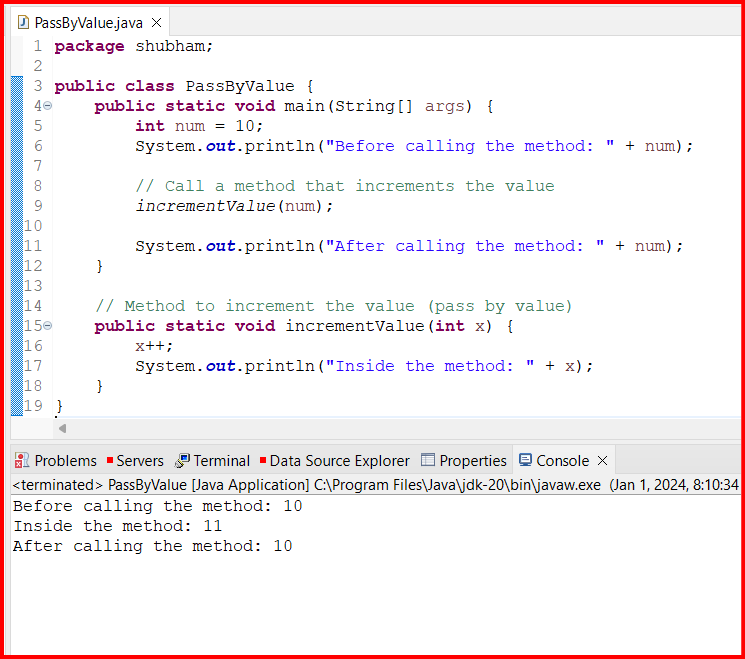 PassByValue.java
1 package shubham;
2
3 public class PassByValue {
4     public static void main(String[] args) {
5         int num = 10;
6         System.out.println("Before calling the method: " + num);
7
8         // Call a method that increments the value
9         incrementValue(num);
10
11         System.out.println("After calling the method: " + num);
12     }
13
14     // Method to increment the value (pass by value)
15     public static void incrementValue(int x) {
16         x++;
17         System.out.println("Inside the method: " + x);
18     }
19 }
Problems Servers Terminal Data Source Explorer Properties Console
<terminated> PassByValue [Java Application] C:\Program Files\Java\jdk-20\bin\javaw.exe (Jan 1, 2024, 8:10:34
Before calling the method: 10
Inside the method: 11
After calling the method: 10